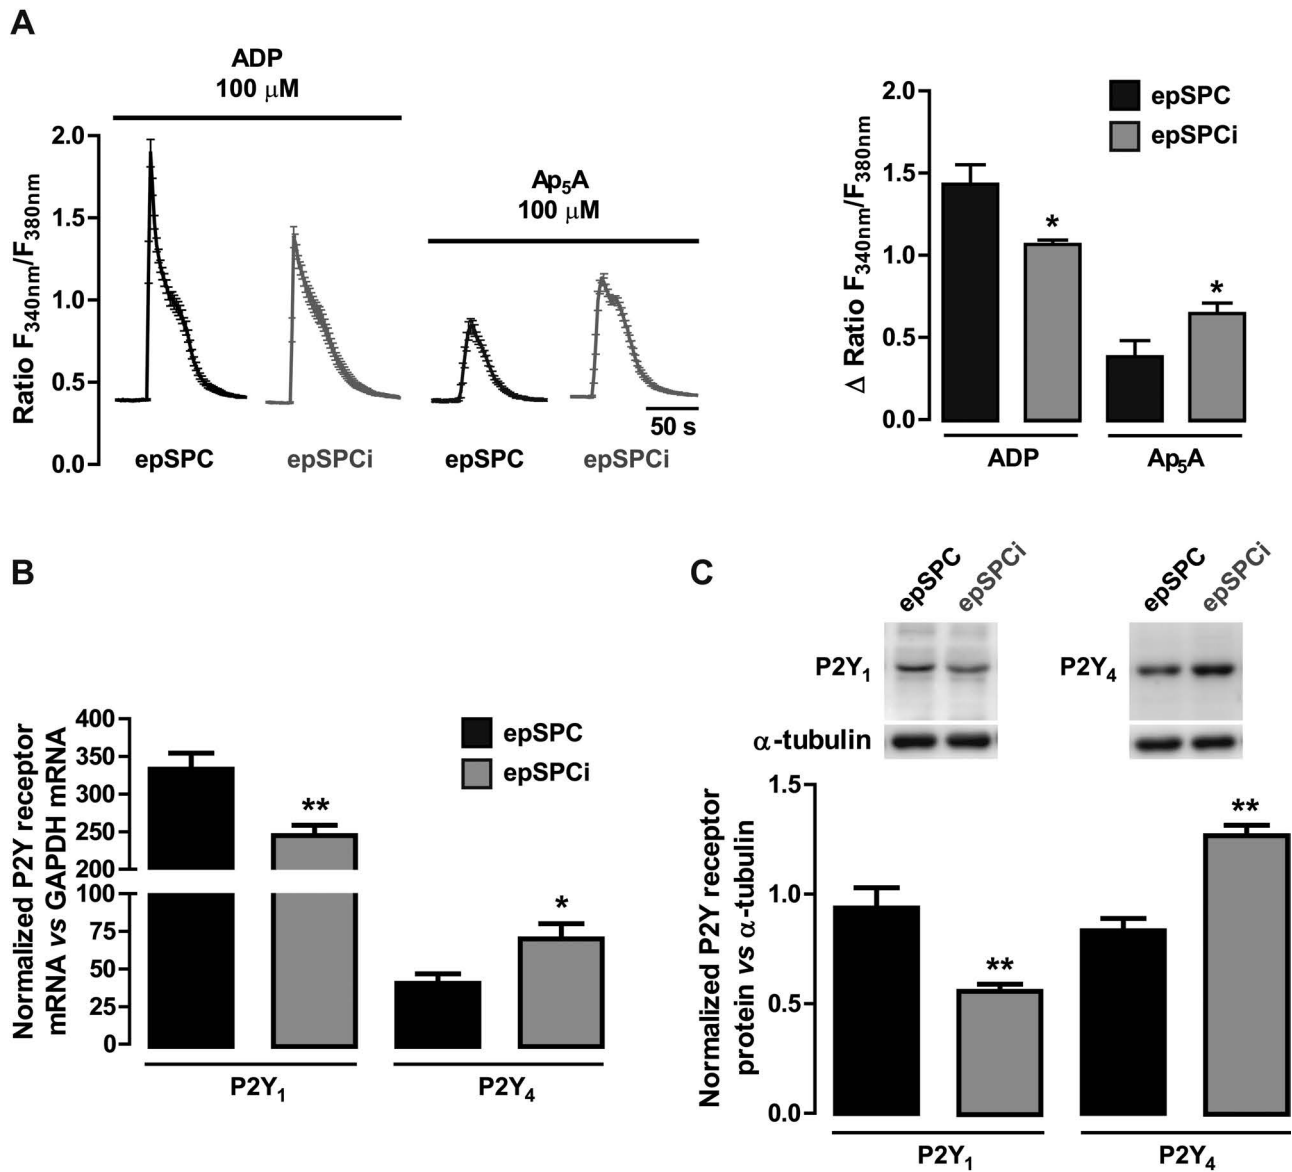 A
ADP
100 μM
Ap5A
100 μM
Ratio F340nm/F380nm
2.0
1.5
1.0
0.5
0.0
50 s
epSPC
epSPCi
epSPC
epSPCi
Δ Ratio F340nm/F380nm
2.0
1.5
1.0
0.5
0.0
epSPC
epSPCi
*
*
ADP
Ap5A
B
Normalized P2Y receptor
mRNA vs GAPDH mRNA
400
350
300
250
200
100
75
50
25
0
epSPC
epSPCi
**
*
P2Y1
P2Y4
C
epSPC
epSPCi
epSPC
epSPCi
P2Y1
P2Y4
α-tubulin
Normalized P2Y receptor
protein vs α-tubulin
1.5
1.0
0.5
0.0
**
**
P2Y1
P2Y4